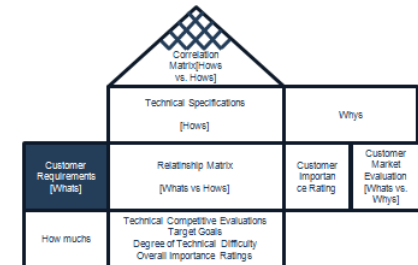 Correlation
Matrix[Hows
vs. Hows]
Technical Specifications
[Hows]
Whys
Customer
Requirements
[Whats]
Relatinship Matrix
[Whats vs Hows]
Customer
Importan
ce Rating
Customer
Market
Evaluation
[Whats vs.
Whys]
How muchs
Technical Competitive Evaluations
Target Goals
Degree of Technical Difficulty
Overall Importance Ratings